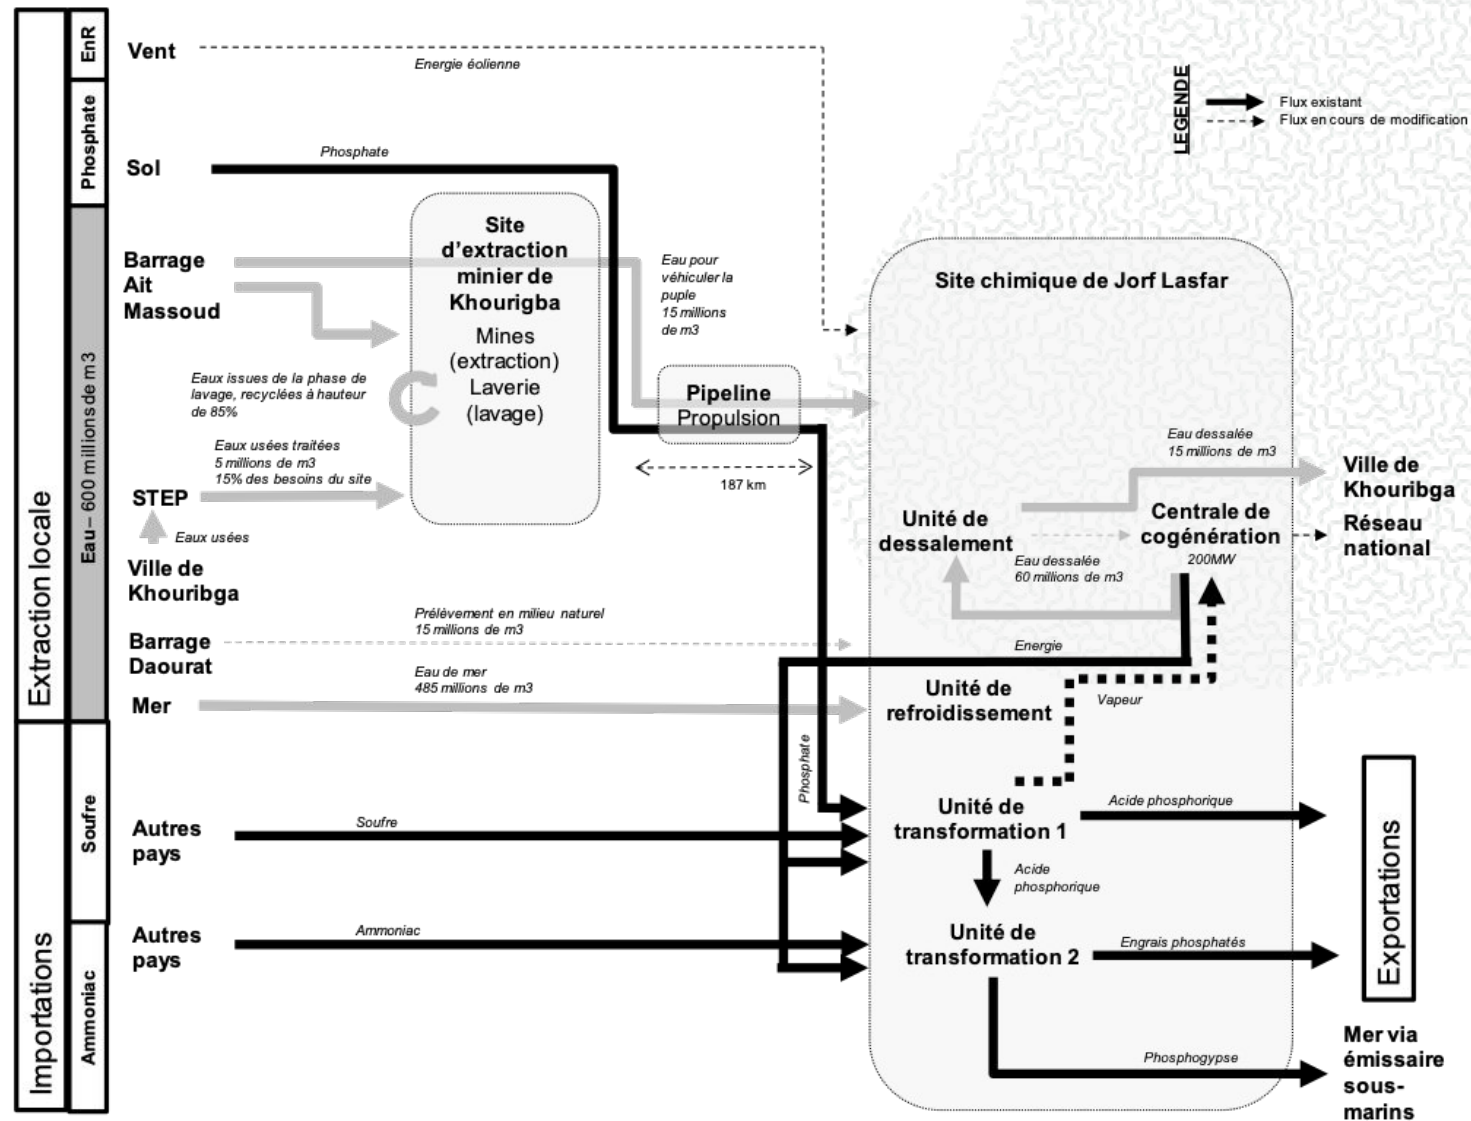 Extraction locale
Importations
EnR
Phosphate
Eau– 600 millionsde m3
Soufre
Ammoniac
Vent
Energie éolienne
LEGENDE
Flux existant
Flux en cours de modification
Sol
Phosphate
Barrage
Ait
Massoud
Site
d'extraction
minier de
Khourigba
Mines
(extraction)
Laverie
(lavage)
Eau pour
véhiculer la
puple
15 millions
de m3
Eaux issues de la phase de
lavage, recyclées à hauteur
de 85%
Eaux usées traitées
5 millions de m3
15% des besoins du site
STEP
Eaux usées
Ville de
Khouribga
Pipeline
Propulsion
187 km
Site chimique de Jorf Lasfar
Eau dessalée
15 millions de m3
Ville de
Khouribga
Unité de
dessalement
Centrale de
cogénération
200MW
Réseau
national
Eau dessalée
60 millions de m3
Barrage
Daourat
Prélèvement en milieu naturel
15 millions de m3
Energie
Mer
Eau de mer
485 millions de m3
Unité de
refroidissement
Vapeur
Phosphate
Autres
pays
Soufre
Unité de
transformation 1
Acide phosphorique
Acide
phosphorique
Autres
pays
Ammoniac
Unité de
transformation 2
Engrais phosphatés
Exportations
Phosphogypse
Mer via
émissaire
sous-
marins